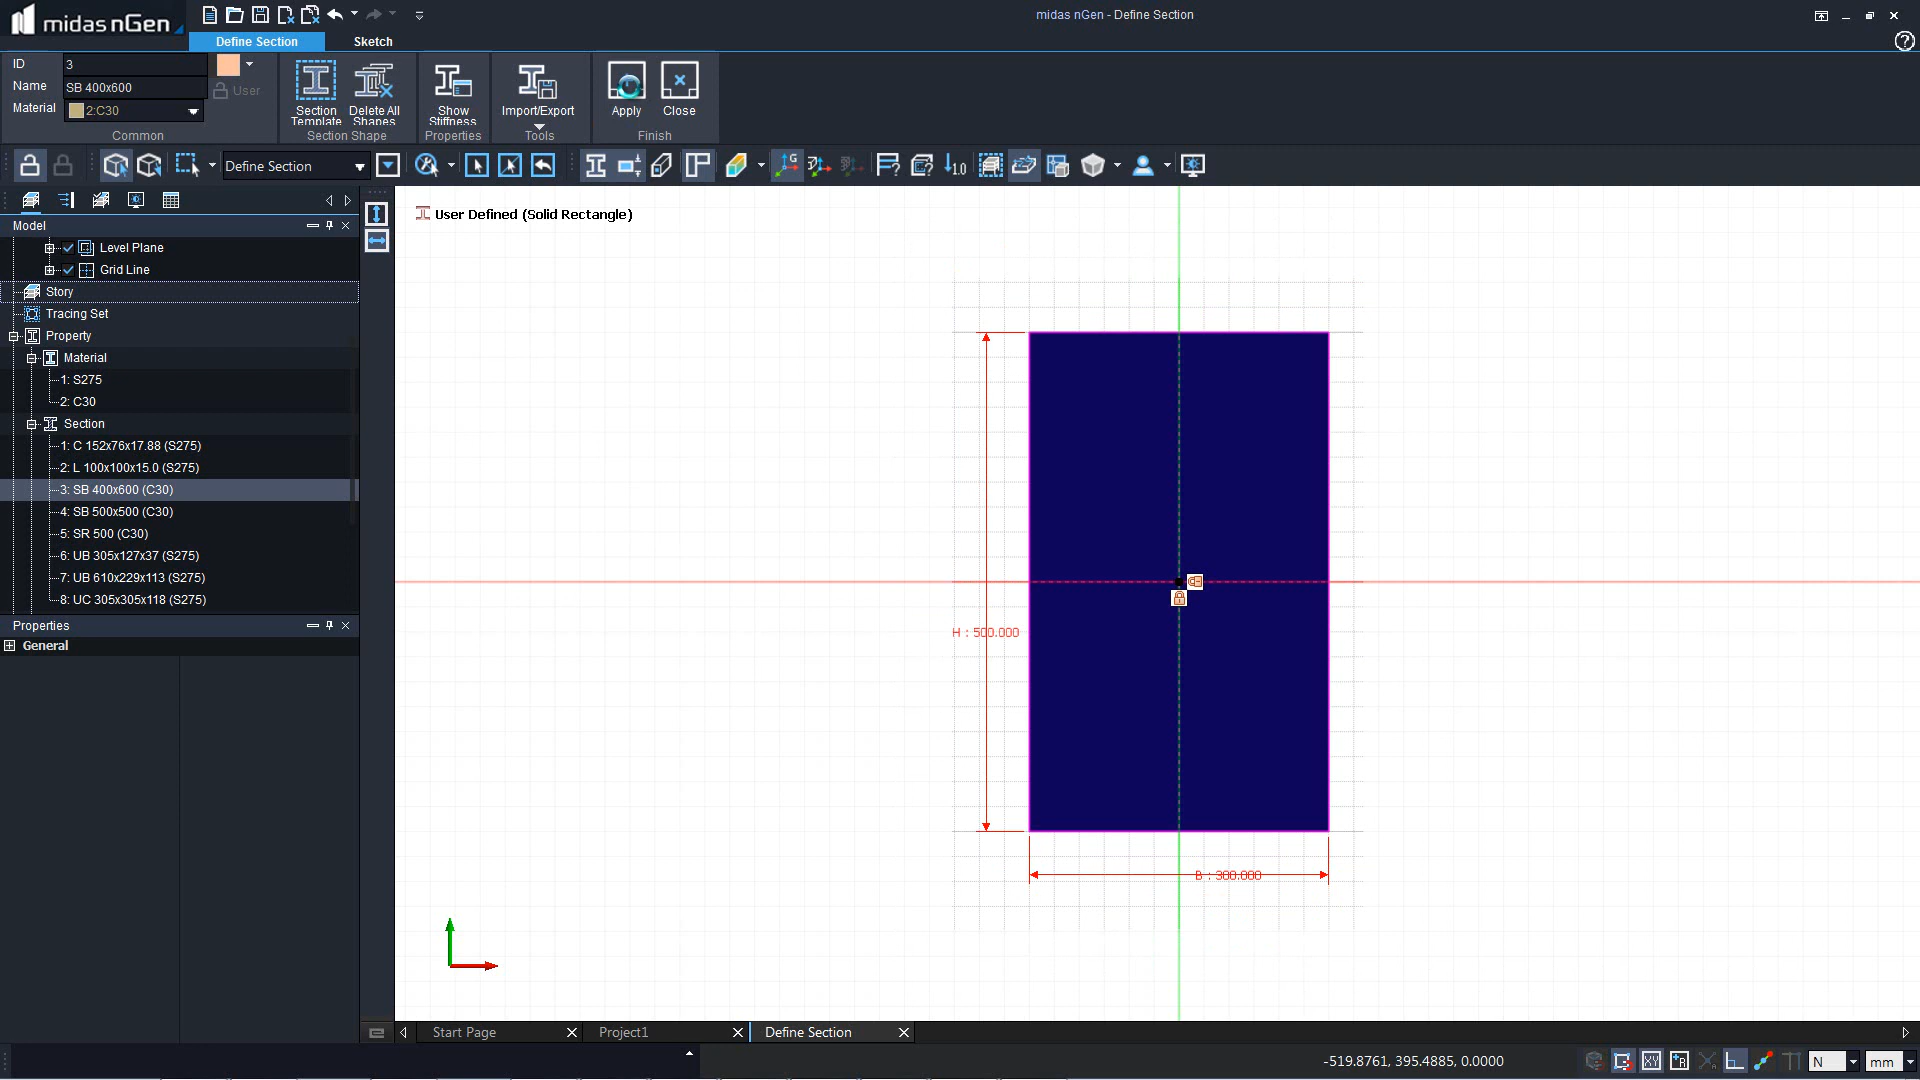 midas nGen
midas nGen - Define Section
Define Section
Sketch
ID
3
Name
SB 400x600
User
Material
2:C30
Common
Section
Template
Delete All
Shapes
Section Shape
Show
Stiffness
Properties
Import/Export
Tools
Apply
Close
Finish
Define Section
G
1.0
Model
Level Plane
Grid Line
Story
Tracing Set
Property
Material
1: S275
2: C30
Section
1: C 152x76x17.88 (S275)
2: L 100x100x15.0 (S275)
3: SB 400x600 (C30)
4: SB 500x500 (C30)
5: SR 500 (C30)
6: UB 305x127x37 (S275)
7: UB 610x229x113 (S275)
8: UC 305x305x118 (S275)
Properties
General
User Defined (Solid Rectangle)
H : 500.000
B : 300.000
Start Page
Project1
Define Section
-519.8761, 395.4885, 0.0000
XY
R
N
mm